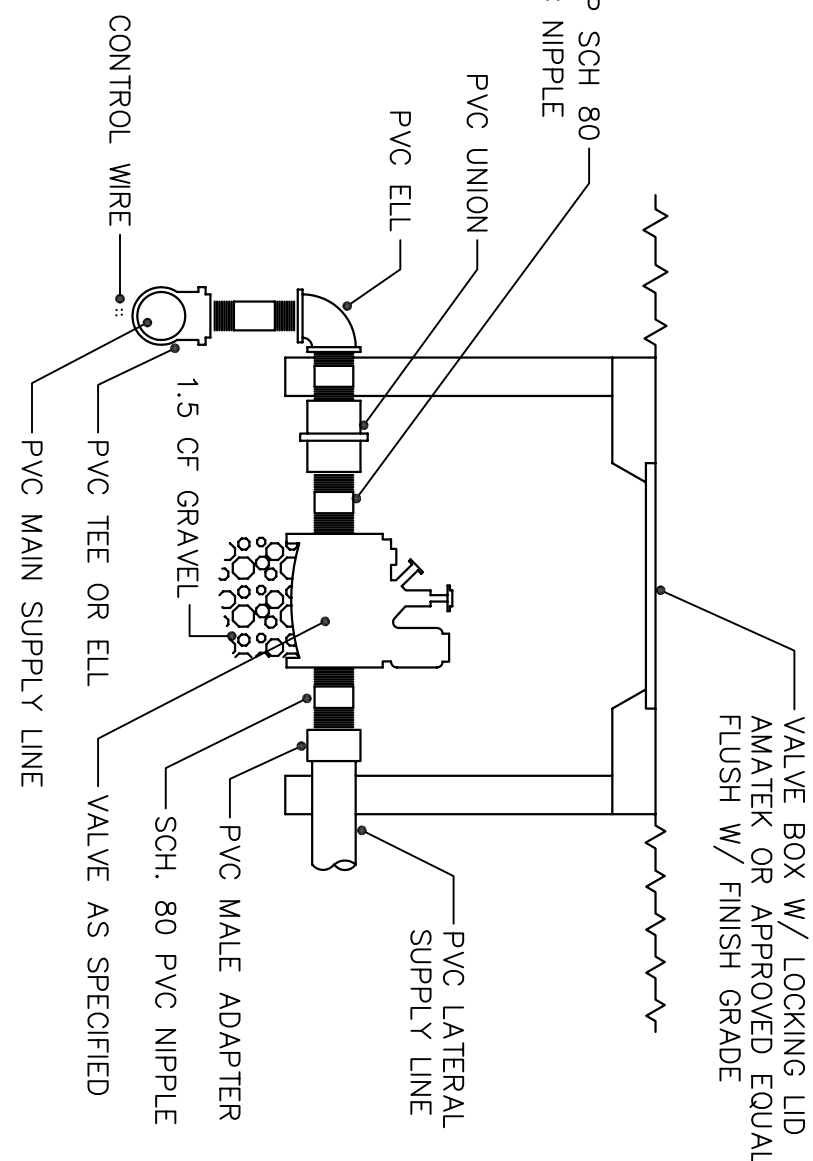 VALVE BOX W/ LOCKING LID
AMATEK OR APPROVED EQUAL
FLUSH W/ FINISH GRADE
SCH 80
NIPPLE
PVC UNION
PVC ELL
CONTROL WIRE
PVC LATERAL
SUPPLY LINE
PVC MALE ADAPTER
SCH. 80 PVC NIPPLE
VALVE AS SPECIFIED
1.5 CF GRAVEL
PVC TEE OR ELL
PVC MAIN SUPPLY LINE